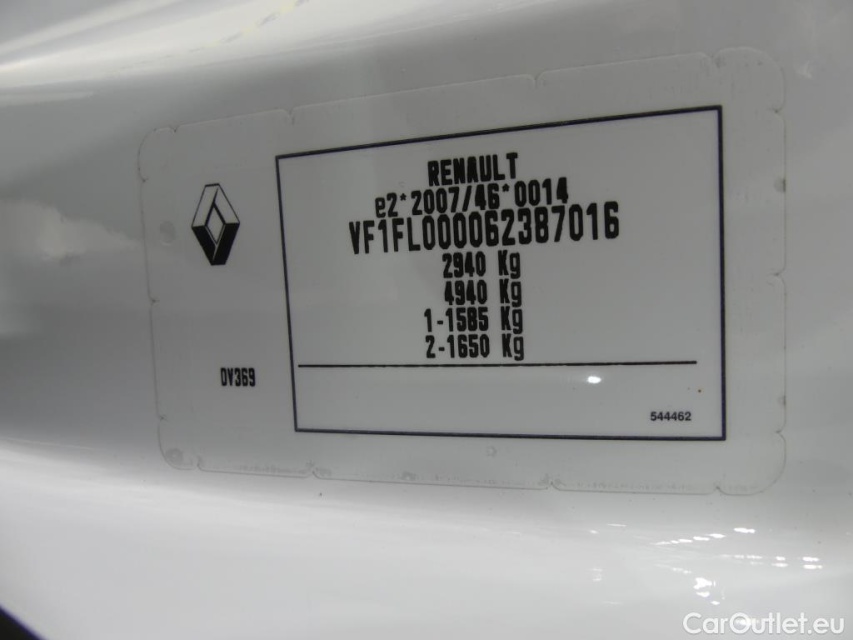 RENAULT
e2*2007/46*0014
VF1FL000062387016
2940 Kg
4940 Kg
1-1585 Kg
2-1650 Kg
DV369
544462
CarOutlet.eu